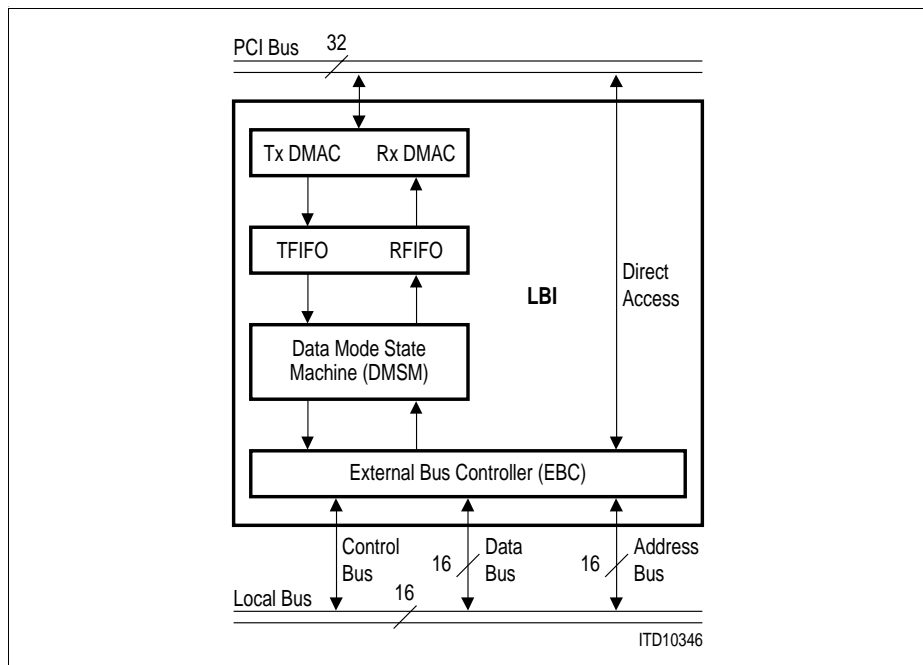 PCI Bus 32
Tx DMAC Rx DMAC
TFIFO RFIFO
LBI
Direct
Access
Data Mode State
Machine (DMSM)
External Bus Controller (EBC)
Control
Bus
16
Data
Bus
16
Address
Bus
Local Bus 16
ITD10346